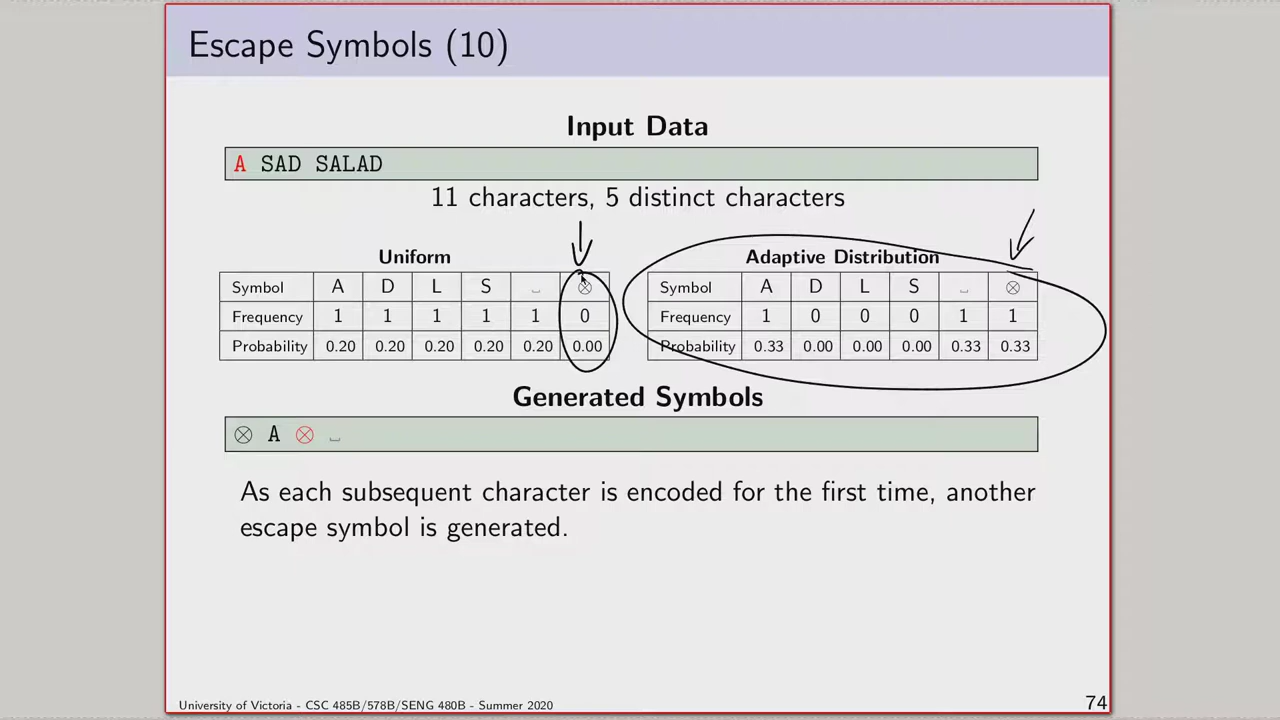 Escape Symbols (10)
Input Data
A SAD SALAD
11 characters, 5 distinct characters
Uniform
Symbol A D L S ␣ ⊗
Frequency 1 1 1 1 1 0
Probability 0.20 0.20 0.20 0.20 0.20 0.00
Adaptive Distribution
Symbol A D L S ␣ ⊗
Frequency 1 0 0 0 1 1
Probability 0.33 0.00 0.00 0.00 0.33 0.33
Generated Symbols
⊗ A ⊗ ␣
As each subsequent character is encoded for the first time, another
escape symbol is generated.
University of Victoria - CSC 485B/578B/SENG 480B - Summer 2020
74